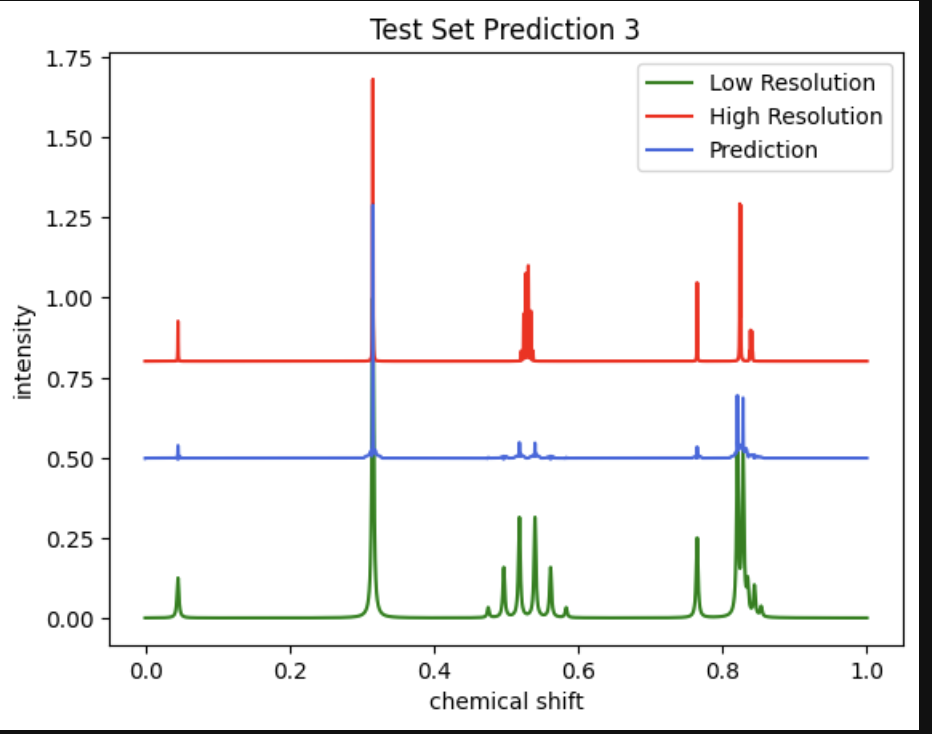 Test Set Prediction 3
1.75
1.50
1.25
1.00
0.75
0.50
0.25
0.00
intensity
Low Resolution
High Resolution
Prediction
0.0 0.2 0.4 0.6 0.8 1.0
chemical shift